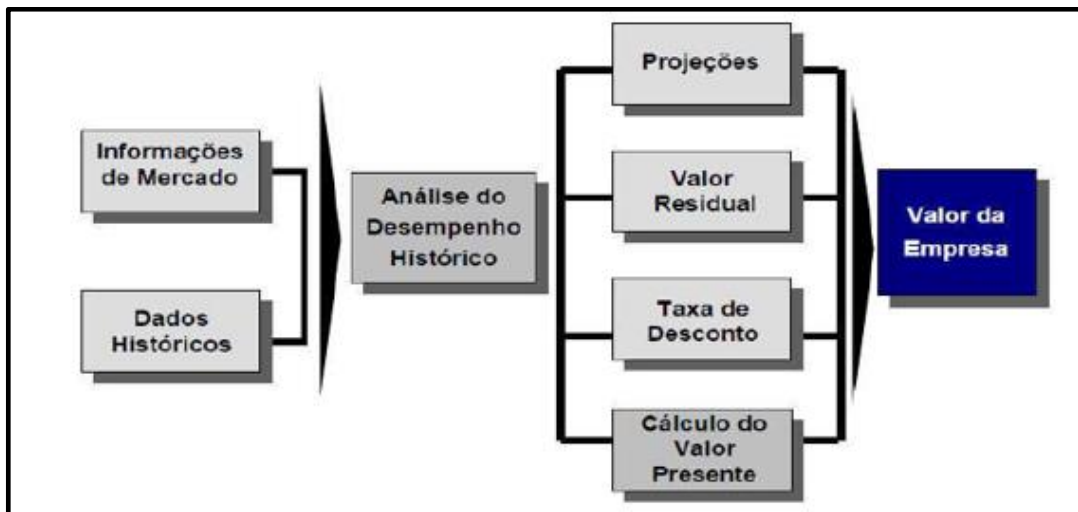 Informações
de Mercado
Dados
Históricos
Análise do
Desempenho
Histórico
Projeções
Valor
Residual
Taxa de
Desconto
Cálculo do
Valor
Presente
Valor da
Empresa